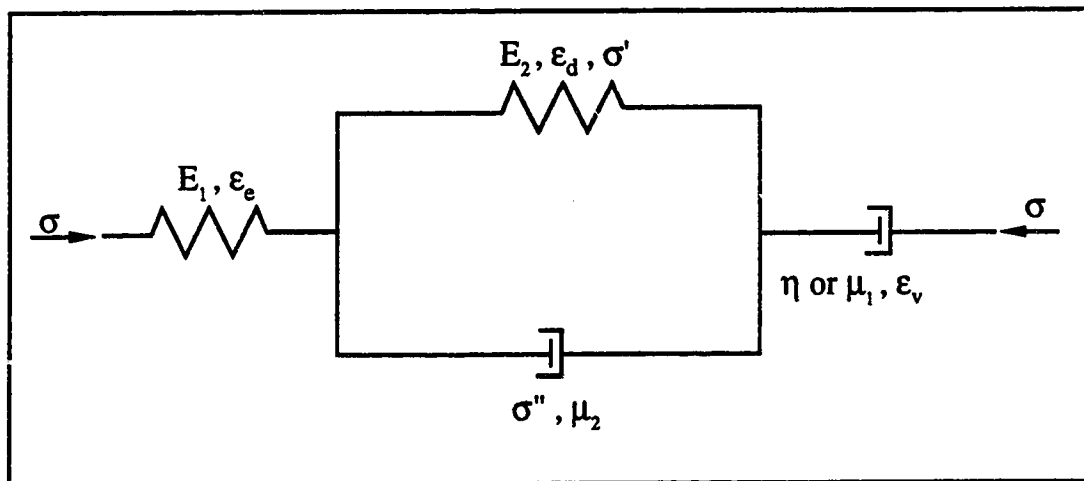 E₂, ε_d, σ'
E₁, ε_e
σ
σ
η or μ₁, ε_v
σ", μ₂